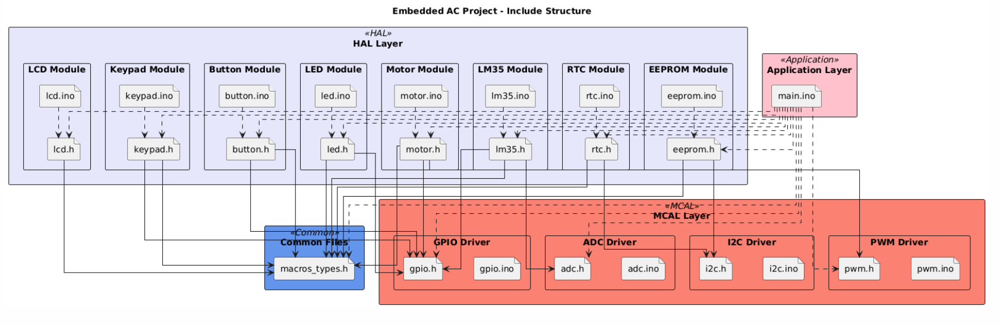 Embedded AC Project - Include Structure
«HAL»
HAL Layer
«Application»
Application Layer
LCD Module
Keypad Module
Button Module
LED Module
Motor Module
LM35 Module
RTC Module
EEPROM Module
lcd.ino
keypad.ino
button.ino
led.ino
motor.ino
lm35.ino
rtc.ino
eeprom.ino
main.ino
lcd.h
keypad.h
button.h
led.h
motor.h
lm35.h
rtc.h
eeprom.h
«MCAL»
MCAL Layer
«Common»
Common Files
GPIO Driver
ADC Driver
I2C Driver
PWM Driver
macros_types.h
gpio.h
gpio.ino
adc.h
adc.ino
i2c.h
i2c.ino
pwm.h
pwm.ino